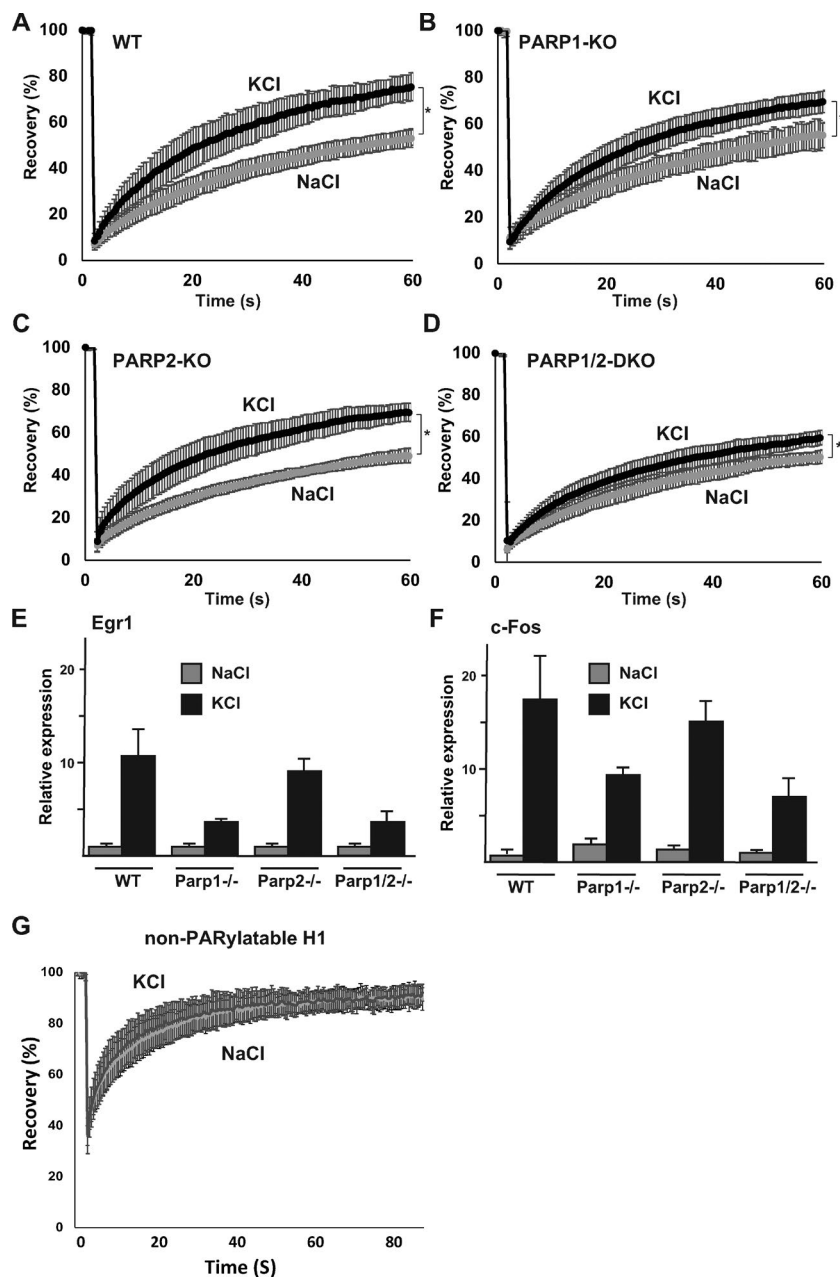 A
WT
100
80
60
40
20
0
Recovery (%)
KCl
NaCl
*
0
20
40
60
Time (s)
B
PARP1-KO
100
80
60
40
20
0
Recovery (%)
KCl
NaCl
0
20
40
60
Time (s)
C
PARP2-KO
100
80
60
40
20
0
Recovery (%)
KCl
NaCl
*
0
20
40
60
Time (s)
D
PARP1/2-DKO
100
80
60
40
20
0
Recovery (%)
KCl
NaCl
*
0
20
40
60
Time (s)
E
Egr1
20
10
Relative expression
NaCl
KCl
WT
Parp1-/-
Parp2-/-
Parp1/2-/-
F
c-Fos
20
10
Relative expression
NaCl
KCl
WT
Parp1-/-
Parp2-/-
Parp1/2-/-
G
non-PARylatable H1
100
80
60
40
20
0
Recovery (%)
KCl
NaCl
0
20
40
60
80
Time (S)